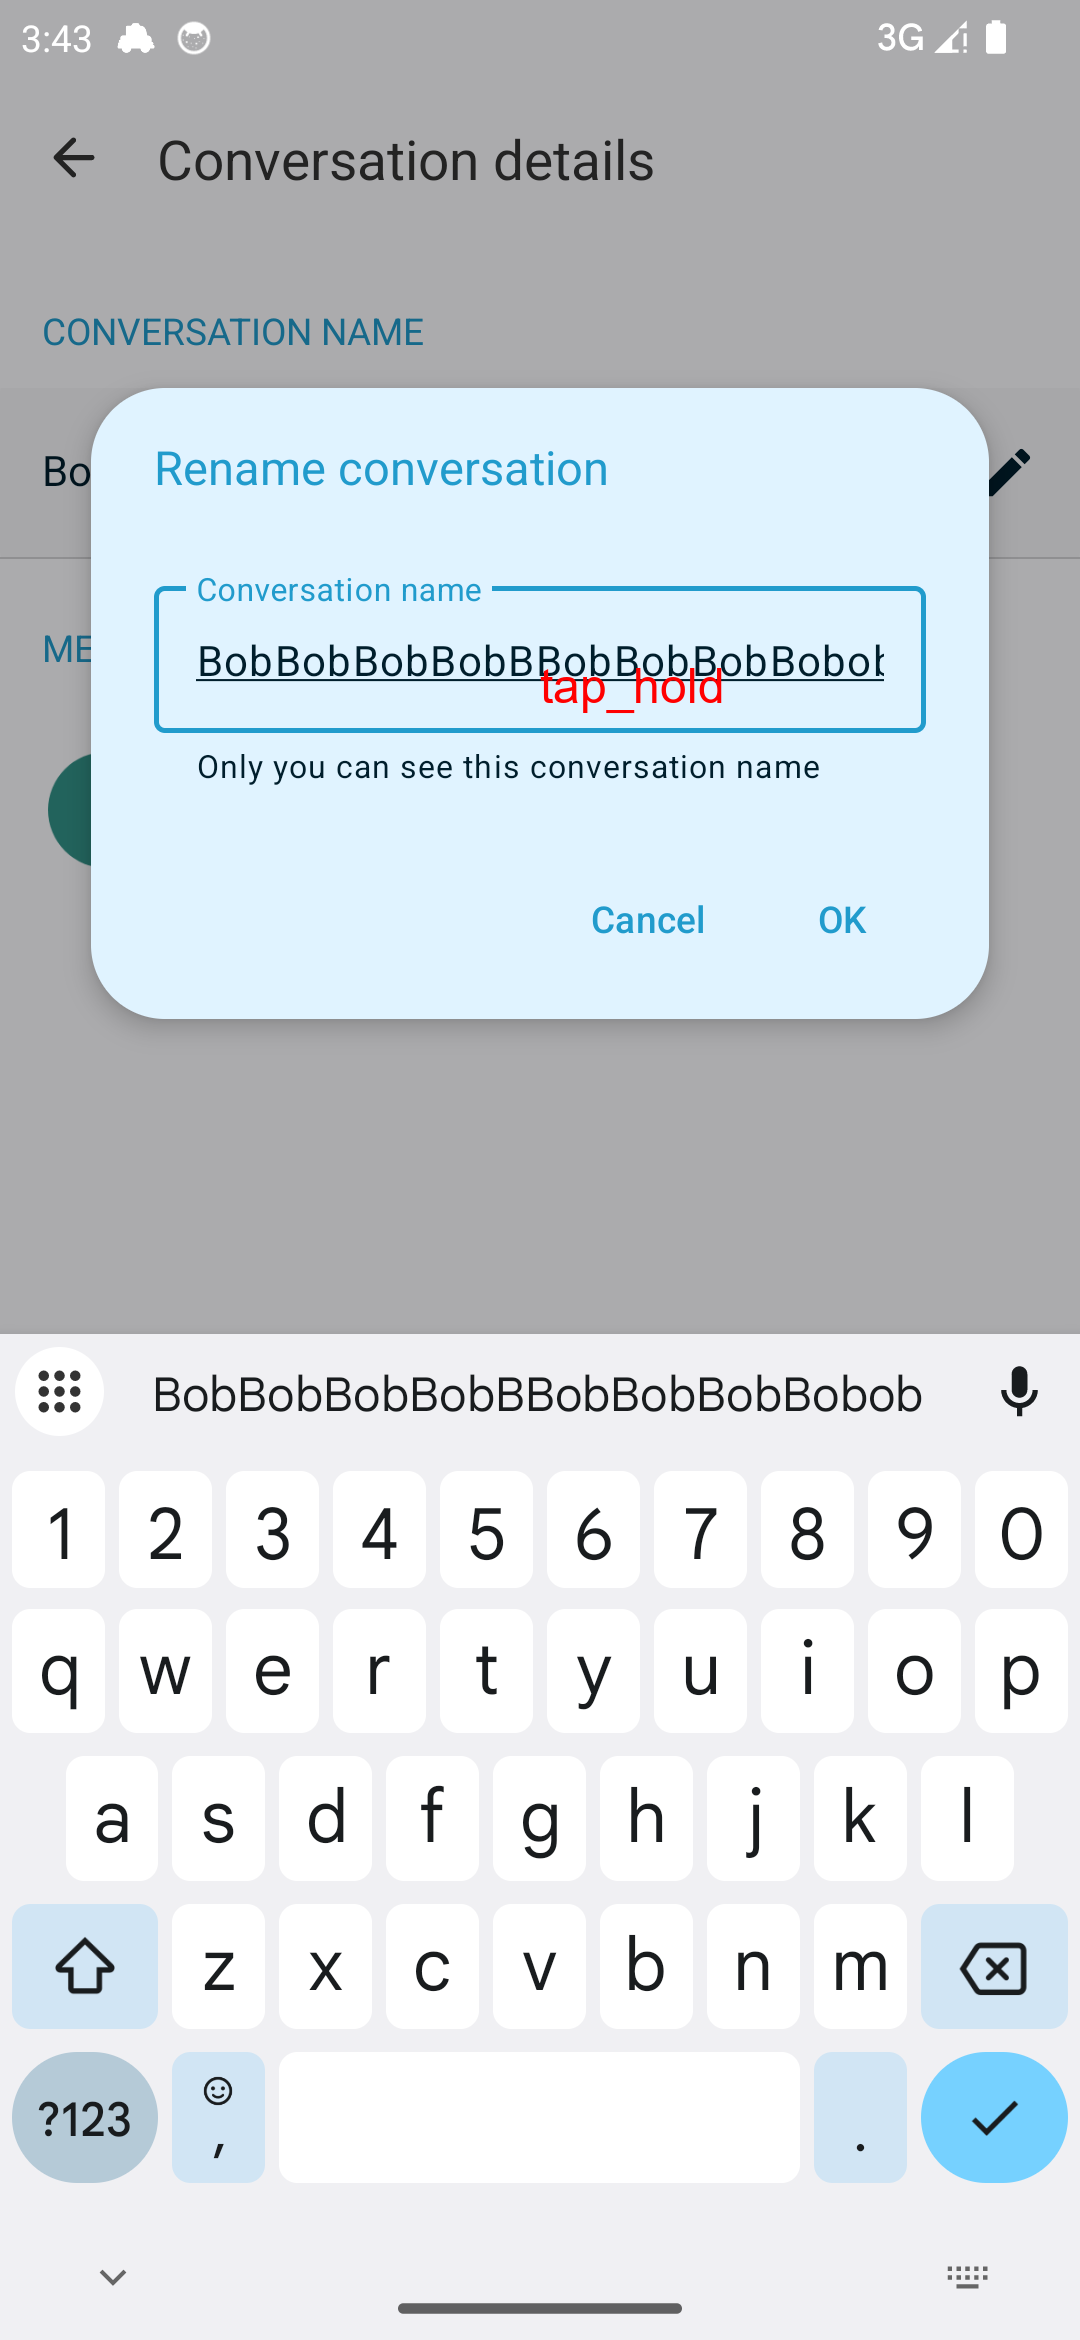 3:43 3G
Conversation details
CONVERSATION NAME
Bo
Rename conversation
Conversation name
BobBobBobBobBBobBobBobBobob
tap_hold
ME
Only you can see this conversation name
Cancel OK
BobBobBobBobBBobBobBobBobob
1 2 3 4 5 6 7 8 9 0
q w e r t y u i o p
a s d f g h j k l
z x c v b n m
?123 , .